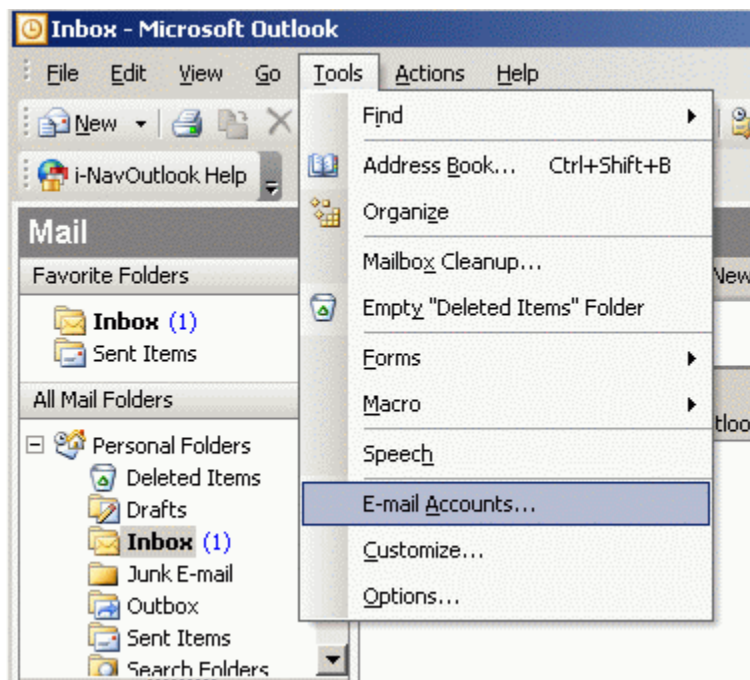 Inbox - Microsoft Outlook
File Edit View Go Tools Actions Help
New
i-NavOutlook Help
Find
Address Book... Ctrl+Shift+B
Organize
Mailbox Cleanup...
Empty "Deleted Items" Folder
Forms
Macro
Speech
E-mail Accounts...
Customize...
Options...
Mail
Favorite Folders
Inbox (1)
Sent Items
All Mail Folders
Personal Folders
Deleted Items
Drafts
Inbox (1)
Junk E-mail
Outbox
Sent Items
Search Folders
New